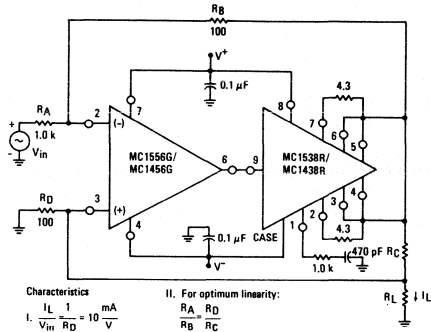 RB
100
V+
0.1 µF
4.3
7
8
7
6
5
RA
1.0 k
2
(-)
+
Vin
-
MC1556G/
MC1456G
6
9
MC1538R/
MC1438R
RD
100
3
(+)
4
3
2
1
4
4.3
0.1 µF
CASE
V-
1.0 k
470 pF
RC
RL
IL
Characteristics
I. IL/Vin = 1/RD = 10 mA/V
II. For optimum linearity:
RA/RB = RD/RC